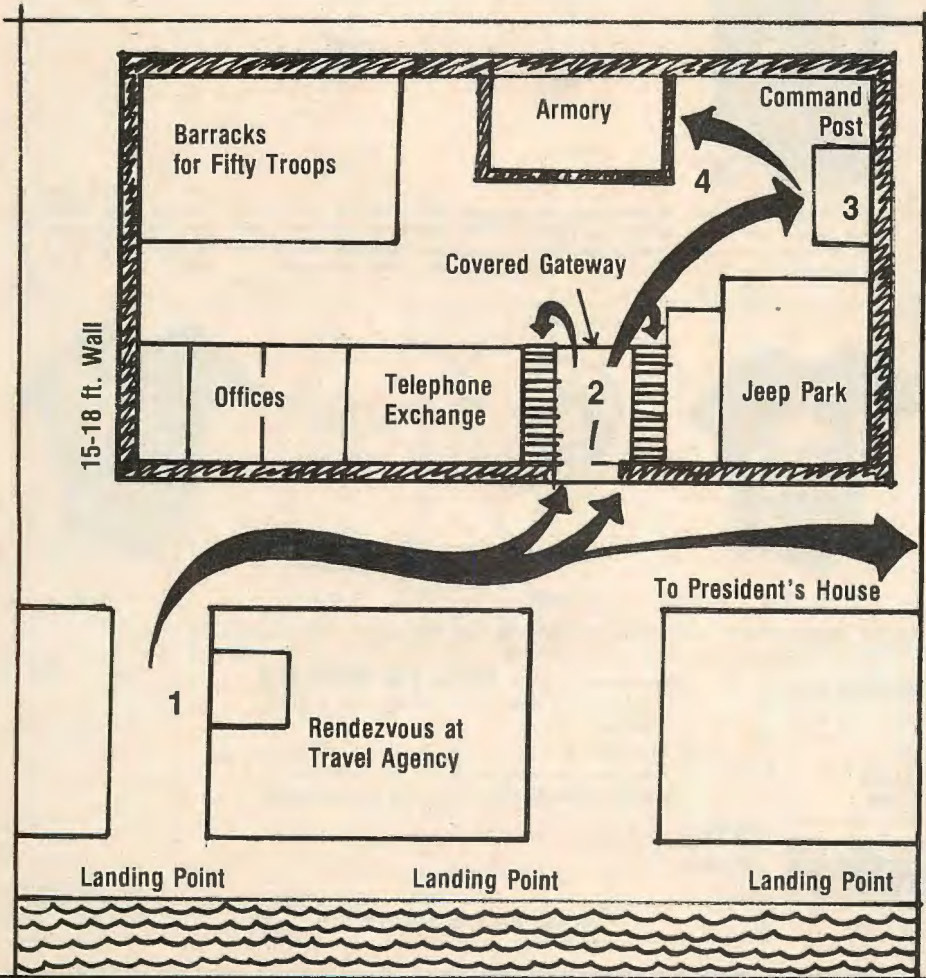 Barracks
for Fifty Troops
Armory
Command
Post
4
3
Covered Gateway
15-18 ft. Wall
Offices
Telephone
Exchange
2
Jeep Park
To President's House
1
Rendezvous at
Travel Agency
Landing Point
Landing Point
Landing Point